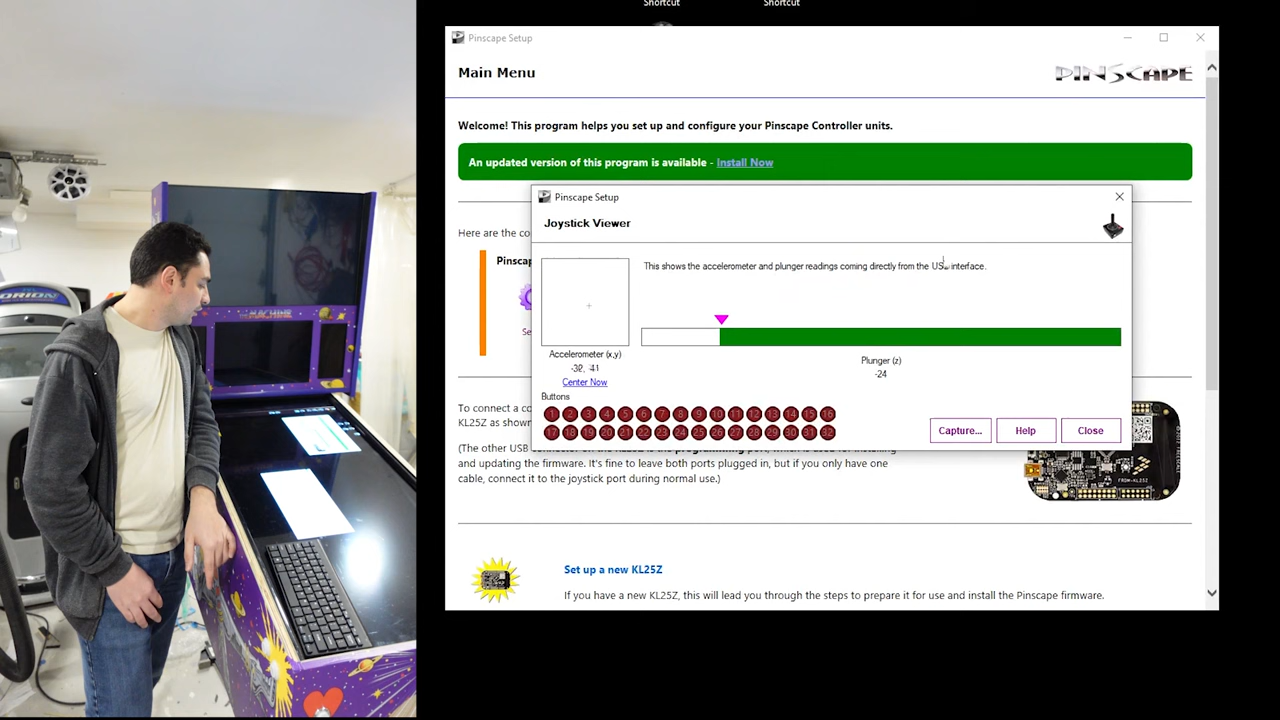 Shortcut
Shortcut
Pinscape Setup
Main Menu
PINSCAPE
Welcome! This program helps you set up and configure your Pinscape Controller units.
An updated version of this program is available - Install Now
Here are the co
Pinscap
Se
Pinscape Setup
Joystick Viewer
This shows the accelerometer and plunger readings coming directly from the US interface.
Accelerometer (x,y)
Center Now
Plunger (z)
-24
Buttons
1 2 3 4 5 6 7 8 9 10 11 12 13 14 15 16
17 18 19 20 21 22 23 24 25 26 27 28 29 30 31 32
Capture...
Help
Close
To connect a co
KL25Z as shown
and updating the firmware. It's fine to leave both ports plugged in, but if you only have one
cable, connect it to the joystick port during normal use.)
FRDM-KL25Z
Set up a new KL25Z
If you have a new KL25Z, this will lead you through the steps to prepare it for use and install the Pinscape firmware.
ORION
THE MACHINE